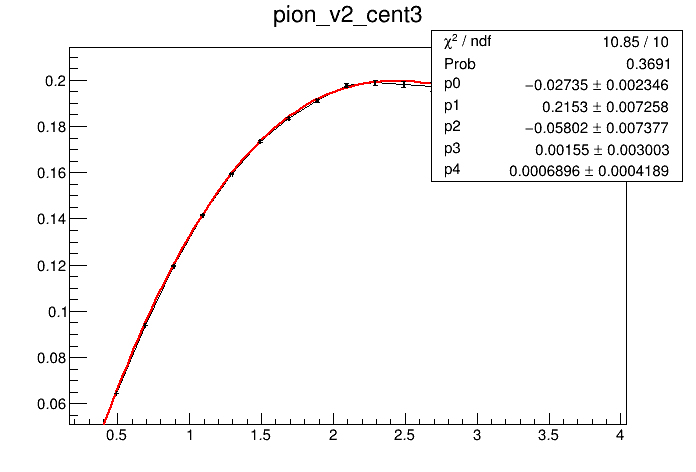 pion_v2_cent3
χ² / ndf 10.85 / 10
Prob 0.3691
p0 −0.02735 ± 0.002346
p1 0.2153 ± 0.007258
p2 −0.05802 ± 0.007377
p3 0.00155 ± 0.003003
p4 0.0006896 ± 0.0004189
0.2
0.18
0.16
0.14
0.12
0.1
0.08
0.06
0.5 1 1.5 2 2.5 3 3.5 4